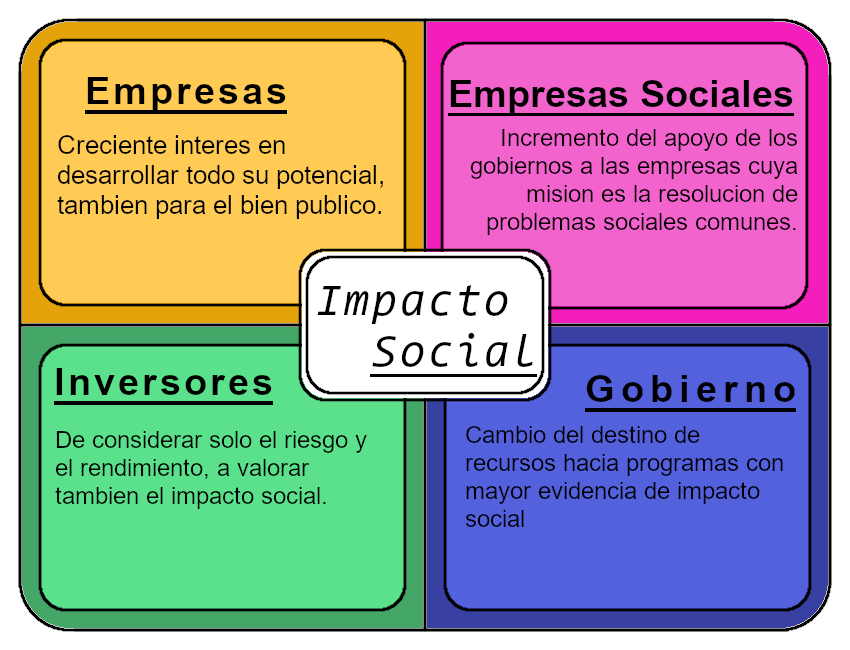 Empresas
Creciente interes en
desarrollar todo su potencial,
tambien para el bien publico.
Empresas Sociales
Incremento del apoyo de los
gobiernos a las empresas cuya
mision es la resolucion de
problemas sociales comunes.
Impacto
Social
Inversores
De considerar solo el riesgo y
el rendimiento, a valorar
tambien el impacto social.
Gobierno
Cambio del destino de
recursos hacia programas con
mayor evidencia de impacto
social